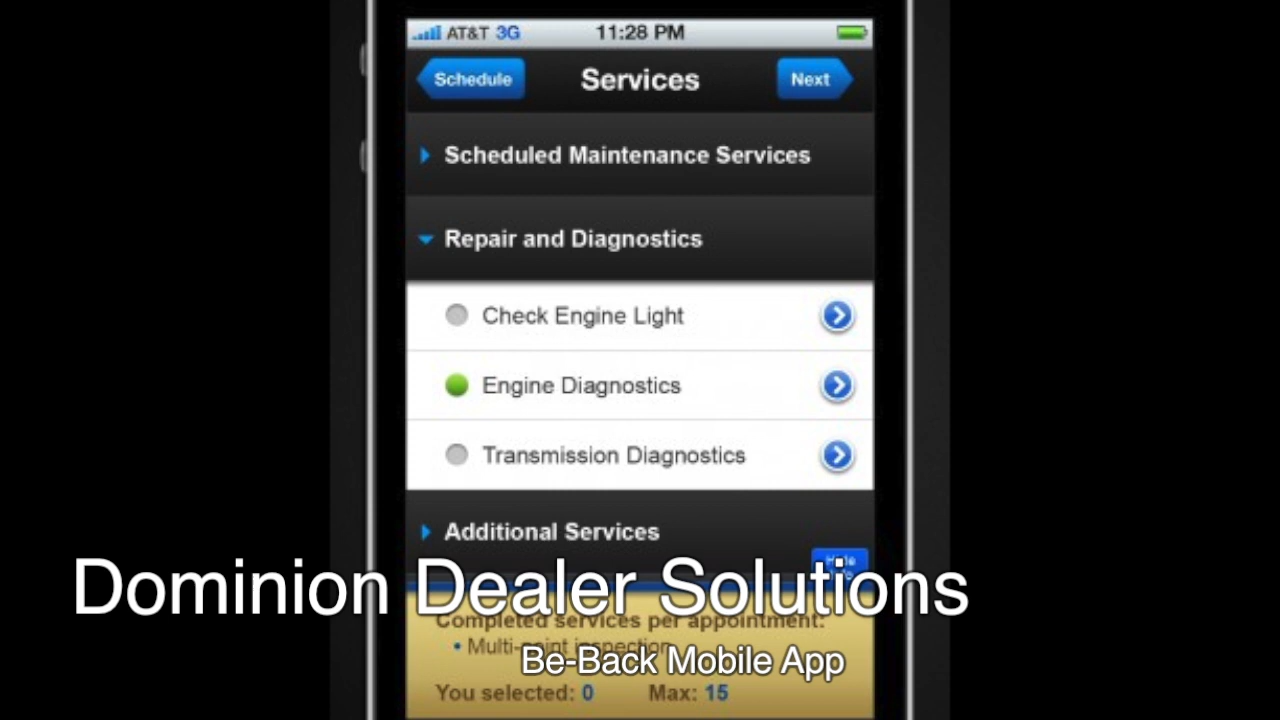 AT&T 3G 11:28 PM
Schedule Services Next
Scheduled Maintenance Services
Repair and Diagnostics
Check Engine Light
Engine Diagnostics
Transmission Diagnostics
Additional Services
Dominion Dealer Solutions
Completed services per appointment:
• Multi-point inspection
Be-Back Mobile App
You selected: 0 Max: 15